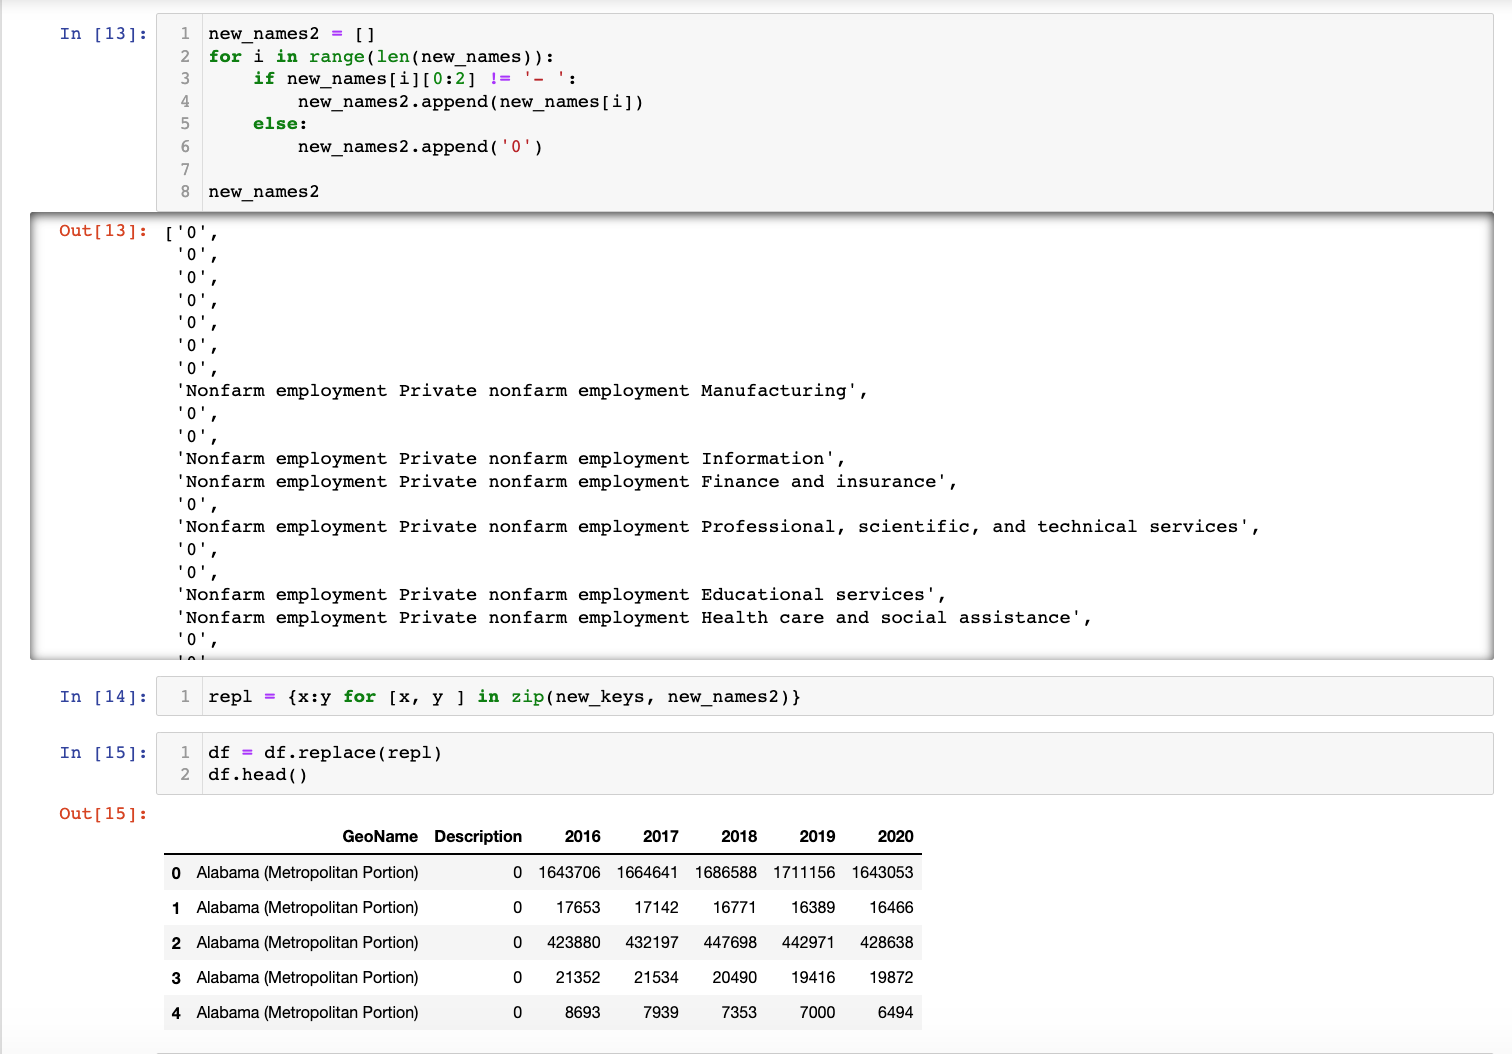 In [13]:
1 new_names2 = []
2 for i in range(len(new_names)):
3     if new_names[i][0:2] != '- ':
4         new_names2.append(new_names[i])
5     else:
6         new_names2.append('0')
7
8 new_names2
Out[13]: ['0',
'0',
'0',
'0',
'0',
'0',
'0',
'Nonfarm employment Private nonfarm employment Manufacturing',
'0',
'0',
'Nonfarm employment Private nonfarm employment Information',
'Nonfarm employment Private nonfarm employment Finance and insurance',
'0',
'Nonfarm employment Private nonfarm employment Professional, scientific, and technical services',
'0',
'0',
'Nonfarm employment Private nonfarm employment Educational services',
'Nonfarm employment Private nonfarm employment Health care and social assistance',
'0',
In [14]:
1 repl = {x:y for [x, y ] in zip(new_keys, new_names2)}
In [15]:
1 df = df.replace(repl)
2 df.head()
Out[15]:
GeoName Description 2016 2017 2018 2019 2020
0 Alabama (Metropolitan Portion) 0 1643706 1664641 1686588 1711156 1643053
1 Alabama (Metropolitan Portion) 0 17653 17142 16771 16389 16466
2 Alabama (Metropolitan Portion) 0 423880 432197 447698 442971 428638
3 Alabama (Metropolitan Portion) 0 21352 21534 20490 19416 19872
4 Alabama (Metropolitan Portion) 0 8693 7939 7353 7000 6494